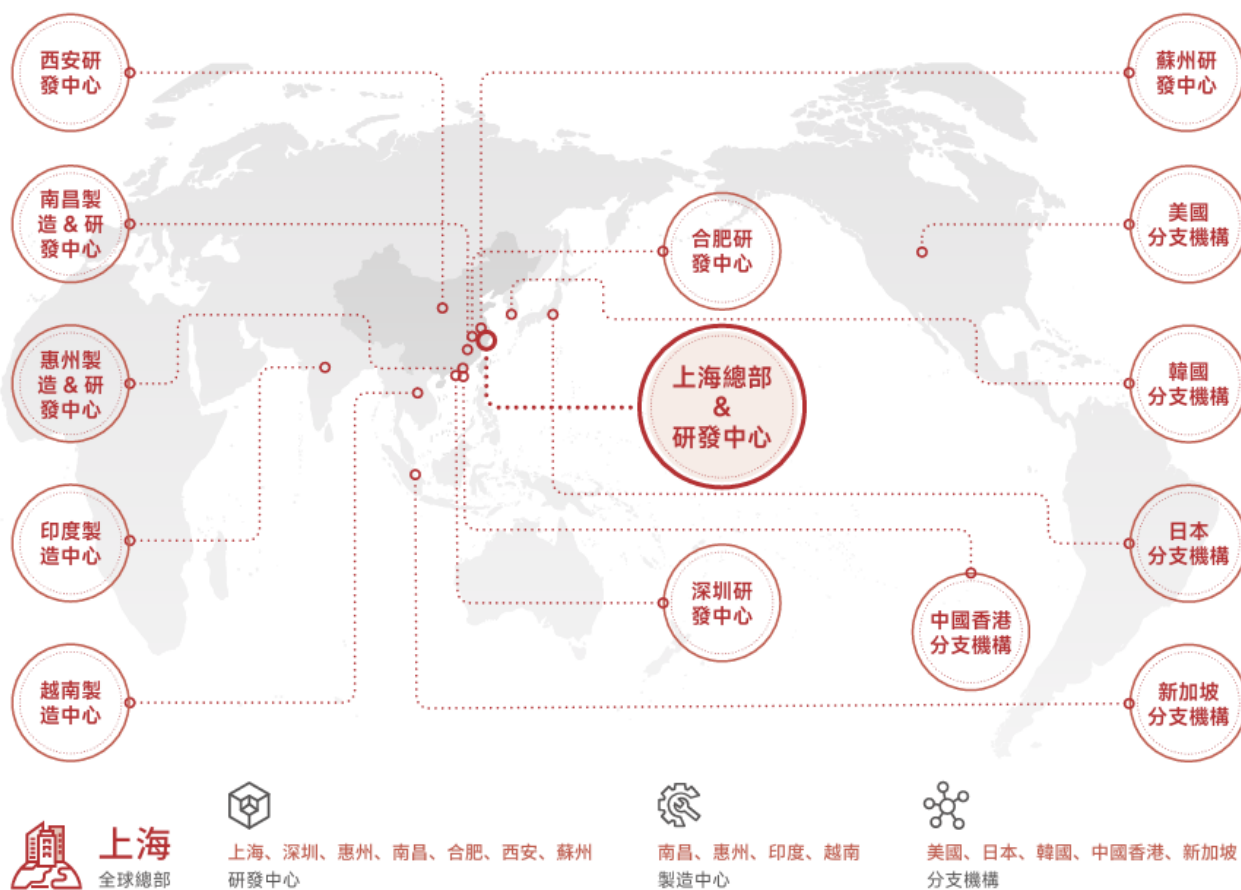 西安研
發中心
蘇州研
發中心
南昌製
造 & 研
發中心
合肥研
發中心
美國
分支機構
惠州製
造 & 研
發中心
上海總部
&
研發中心
韓國
分支機構
印度製
造中心
深圳研
發中心
日本
分支機構
中國香港
分支機構
越南製
造中心
新加坡
分支機構
上海
全球總部
上海、深圳、惠州、南昌、合肥、西安、蘇州
研發中心
南昌、惠州、印度、越南
製造中心
美國、日本、韓國、中國香港、新加坡
分支機構